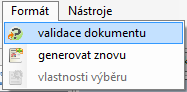 Formát Nástroje
validace dokumentu
generovat znovu
vlastnosti výběru